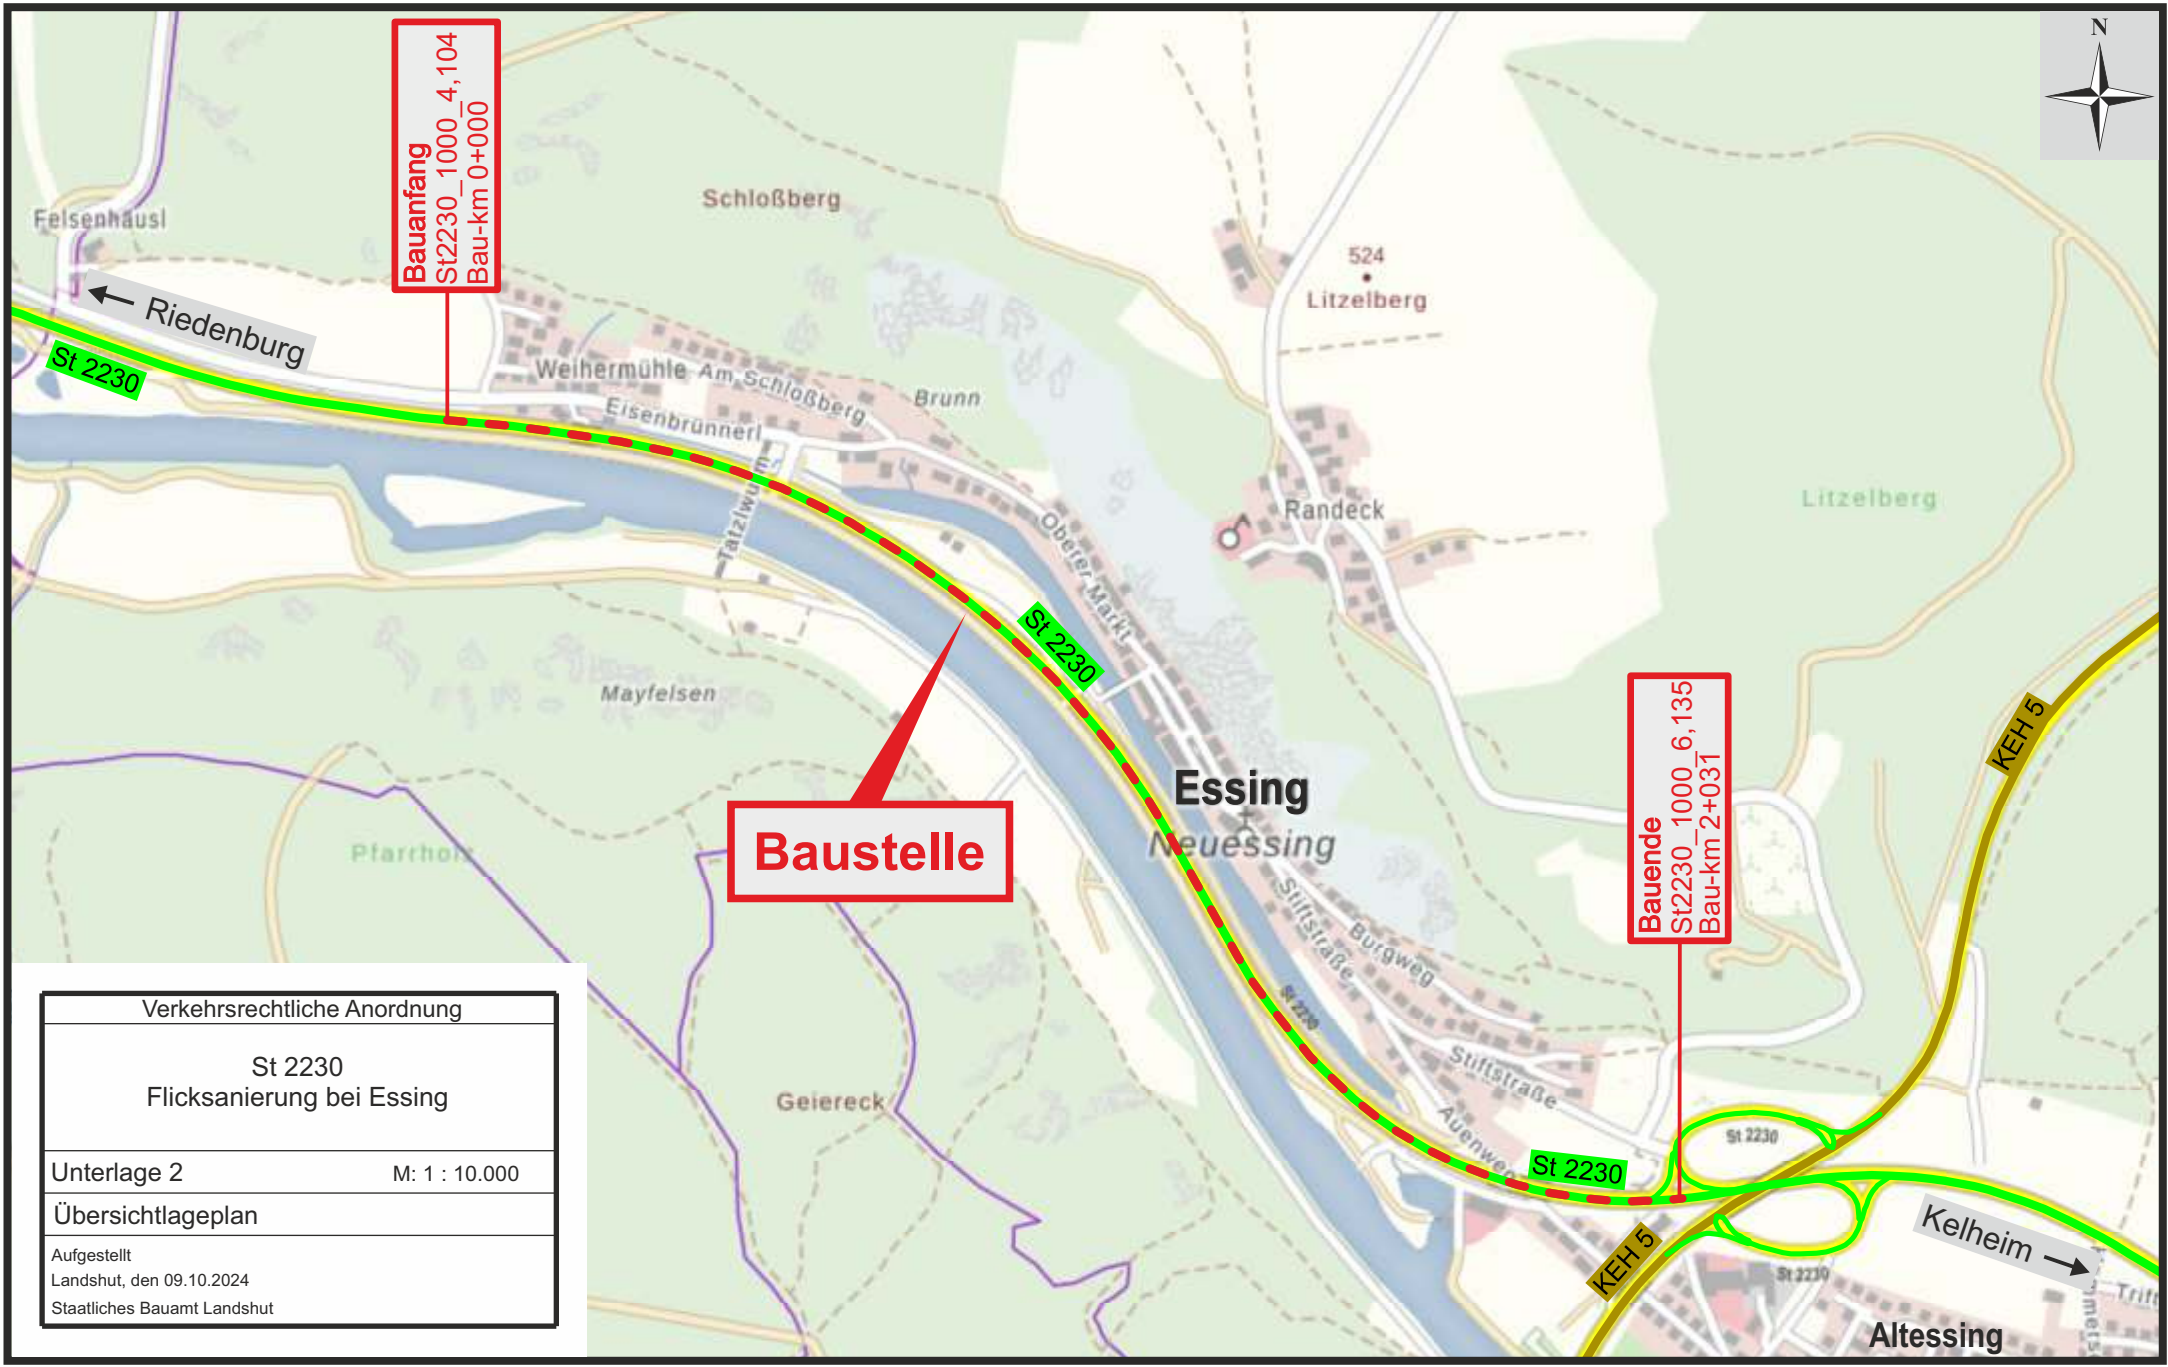 N
Bauanfang
St2230_1000_4,104
Bau-km 0+000
Schloßberg
Felsenhäusl
524
Litzelberg
← Riedenburg
St 2230
Weihermühle
Am Schloßberg
Brunn
Eisenbrünnerl
Tatzlwurm
Oberer Markt
Randeck
Litzelberg
St 2230
Mayfelsen
Bauende
St2230_1000_6,135
Bau-km 2+031
KEH 5
Essing
Neuessing
Baustelle
Pfarrholz
Stiftstraße
Burgweg
St 2230
Stiftstraße
Geiereck
Auenweg
St 2230
St 2230
Kelheim →
KEH 5
St 2230
Trift
Altessing
Verkehrsrechtliche Anordnung
St 2230
Flicksanierung bei Essing
Unterlage 2
M: 1 : 10.000
Übersichtlageplan
Aufgestellt
Landshut, den 09.10.2024
Staatliches Bauamt Landshut